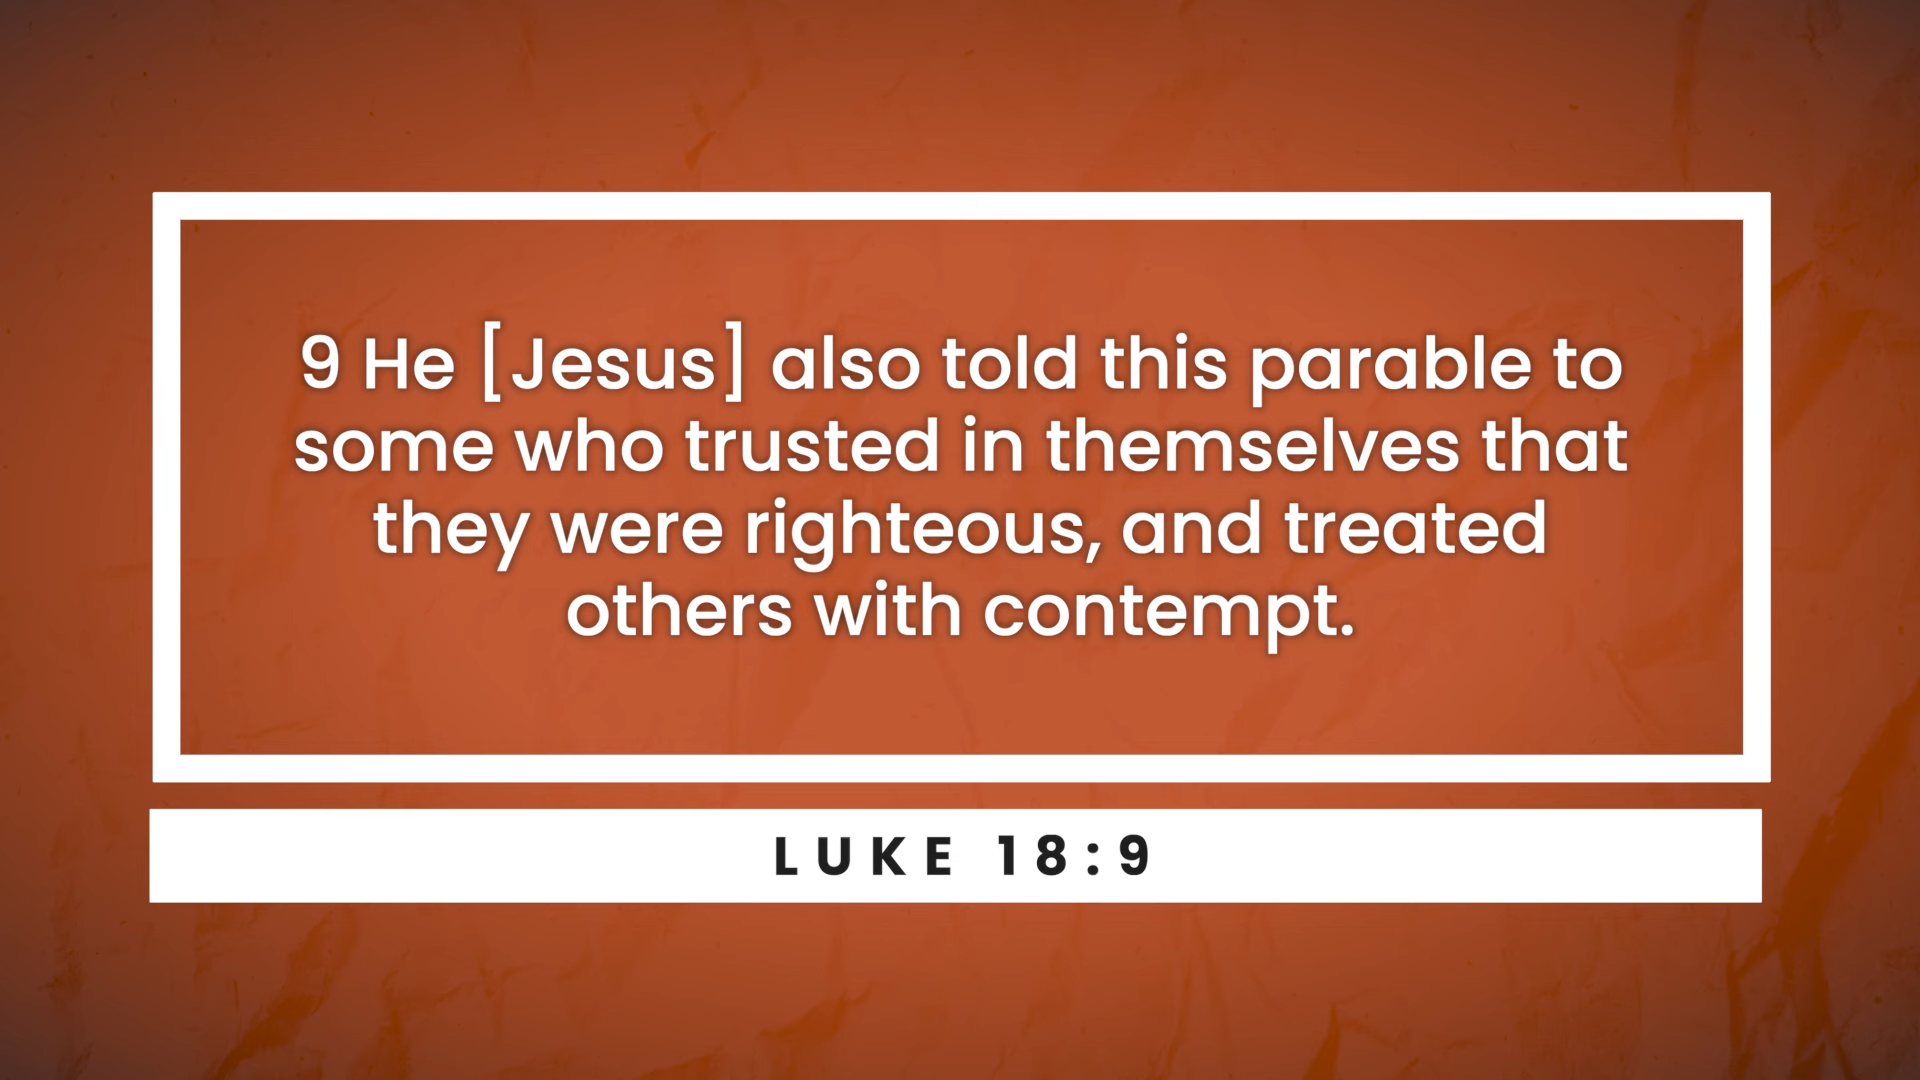 9 He [Jesus] also told this parable to
some who trusted in themselves that
they were righteous, and treated
others with contempt.
LUKE 18:9